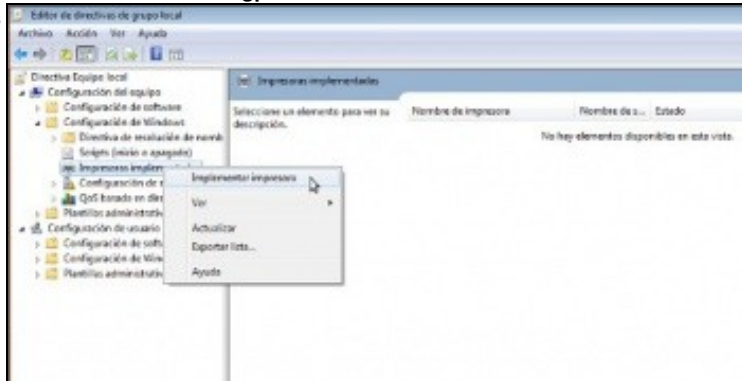 Editor de directivas de grupo local
Archivo Acción Ver Ayuda
Directiva Equipo local
Configuración del equipo
Configuración de software
Configuración de Windows
Directiva de resolución de nomb
Scripts (inicio o apagado)
Impresoras implementad
Configuración de
QoS basado en dire
Plantillas administrativ
Configuración de usuario
Configuración de soft
Configuración de Win
Plantillas administrativ
Implementar impresora
Ver
Actualizar
Exportar lista...
Ayuda
Impresoras implementadas
Seleccione un elemento para ver su
descripción.
Nombre de impresora Nombre de s... Estado
No hay elementos disponibles en esta vista.